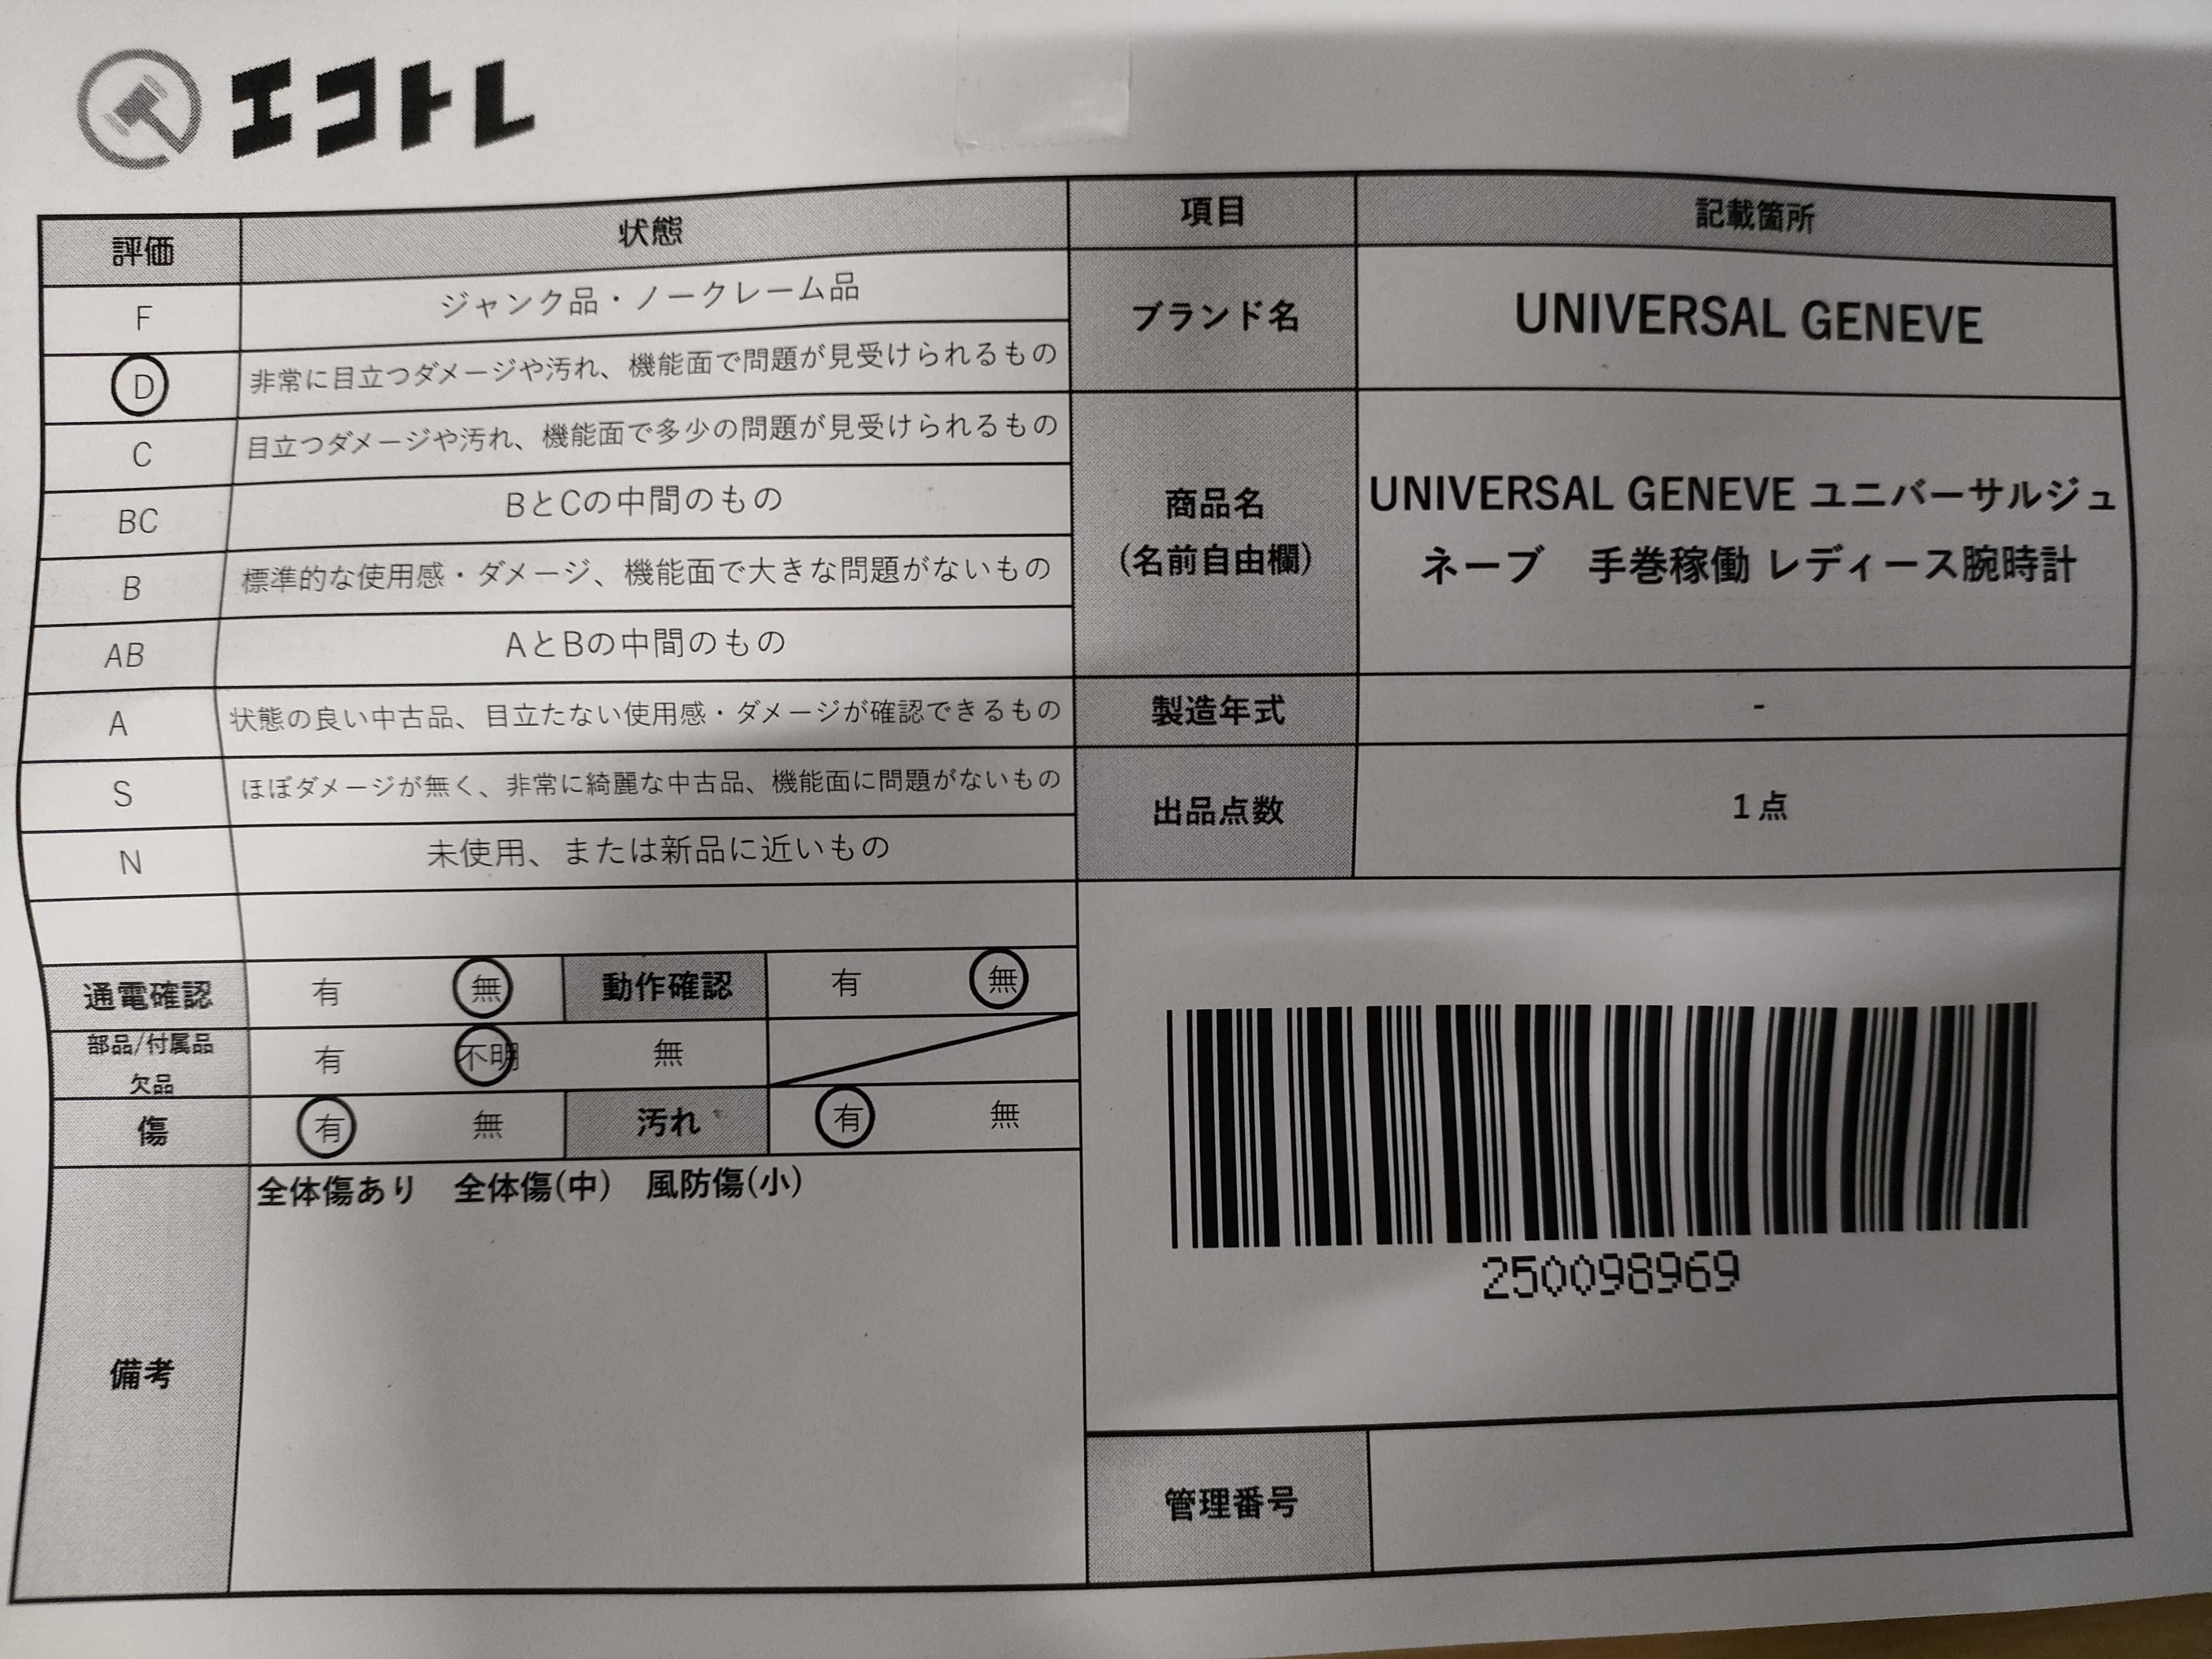 エコトレ
評価 状態
F ジャンク品・ノークレーム品
D 非常に目立つダメージや汚れ、機能面で問題が見受けられるもの
C 目立つダメージや汚れ、機能面で多少の問題が見受けられるもの
BC BとCの中間のもの
B 標準的な使用感・ダメージ、機能面で大きな問題がないもの
AB AとBの中間のもの
A 状態の良い中古品、目立たない使用感・ダメージが確認できるもの
S ほぼダメージが無く、非常に綺麗な中古品、機能面に問題がないもの
N 未使用、または新品に近いもの
通電確認 有 無 動作確認 有 無
部品/付属品
欠品 有 不明 無
傷 有 無 汚れ 有 無
備考 全体傷あり 全体傷(中) 風防傷(小)
項目 記載箇所
ブランド名 UNIVERSAL GENEVE
商品名
(名前自由欄)
UNIVERSAL GENEVE ユニバーサルジュ
ネーブ 手巻稼働 レディース腕時計
製造年式 -
出品点数 1点
250098969
管理番号